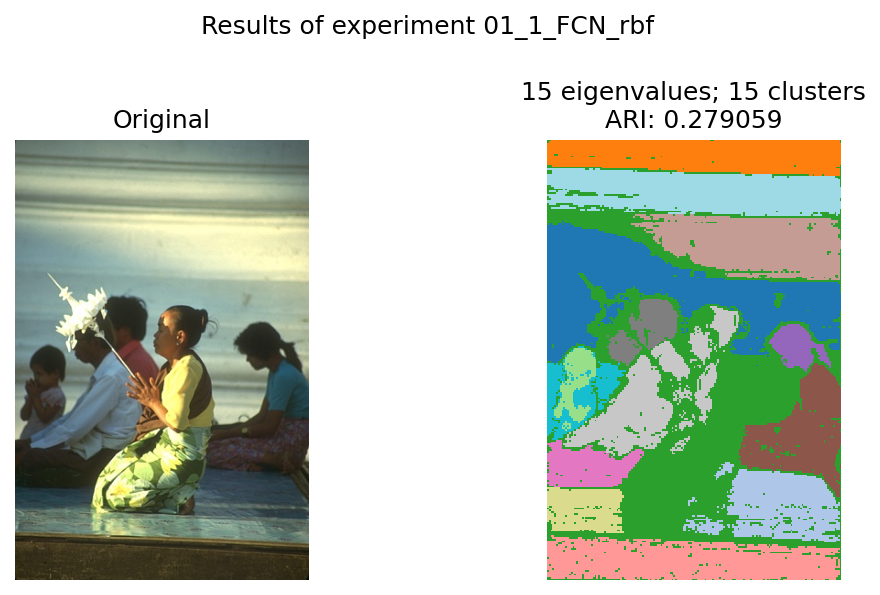 Results of experiment 01_1_FCN_rbf
Original
15 eigenvalues; 15 clusters
ARI: 0.279059